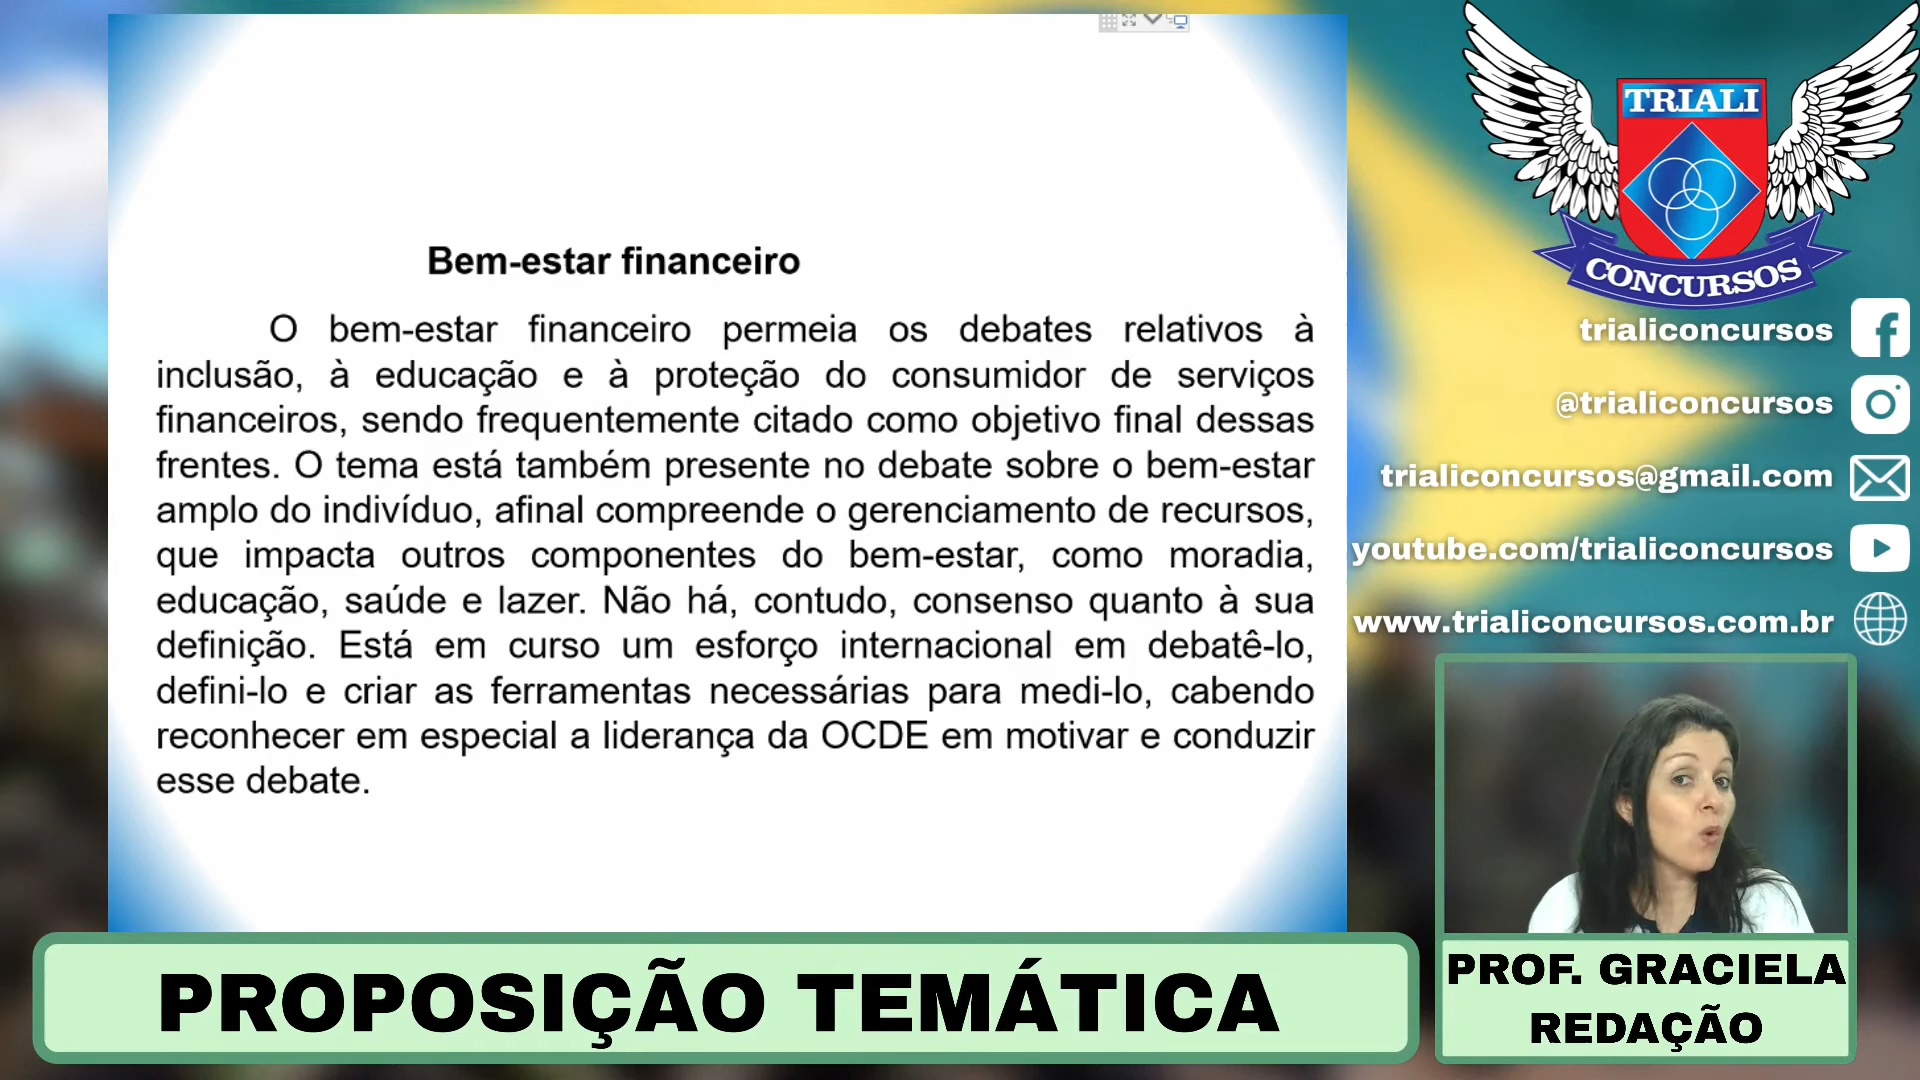 Bem-estar financeiro
O bem-estar financeiro permeia os debates relativos à
inclusão, à educação e à proteção do consumidor de serviços
financeiros, sendo frequentemente citado como objetivo final dessas
frentes. O tema está também presente no debate sobre o bem-estar
amplo do indivíduo, afinal compreende o gerenciamento de recursos,
que impacta outros componentes do bem-estar, como moradia,
educação, saúde e lazer. Não há, contudo, consenso quanto à sua
definição. Está em curso um esforço internacional em debatê-lo,
defini-lo e criar as ferramentas necessárias para medi-lo, cabendo
reconhecer em especial a liderança da OCDE em motivar e conduzir
esse debate.
TRIALI
CONCURSOS
trialiconcursos
@trialiconcursos
trialiconcursos@gmail.com
youtube.com/trialiconcursos
www.trialiconcursos.com.br
PROPOSIÇÃO TEMÁTICA
PROF. GRACIELA
REDAÇÃO